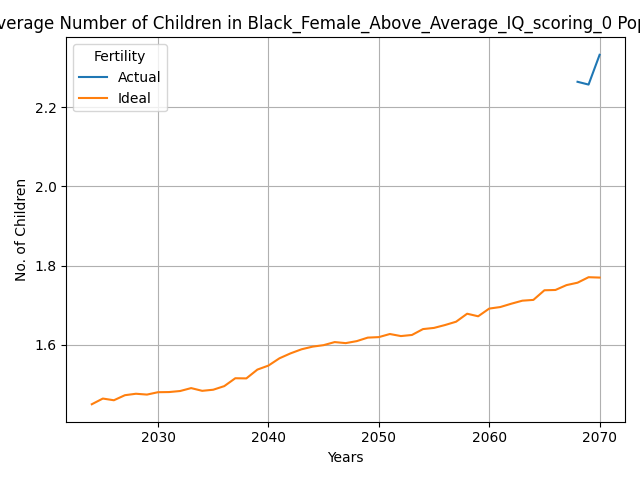 verage Number of Children in Black_Female_Above_Average_IQ_scoring_0 Pop
Fertility
Actual
Ideal
No. of Children
2.2
2.0
1.8
1.6
2030 2040 2050 2060 2070
Years